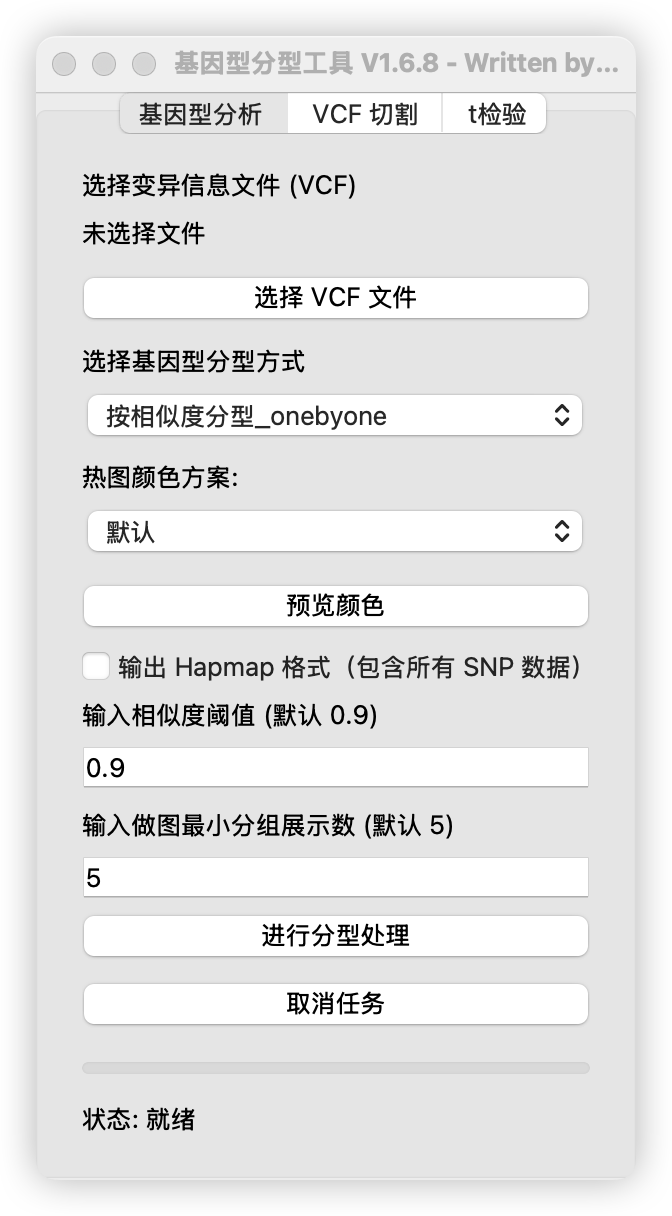 基因型分型工具 V1.6.8 - Written by...
基因型分析 VCF 切割 t检验
选择变异信息文件 (VCF)
未选择文件
选择 VCF 文件
选择基因型分型方式
按相似度分型_onebyone
热图颜色方案:
默认
预览颜色
输出 Hapmap 格式（包含所有 SNP 数据）
输入相似度阈值 (默认 0.9)
0.9
输入做图最小分组展示数 (默认 5)
5
进行分型处理
取消任务
状态: 就绪